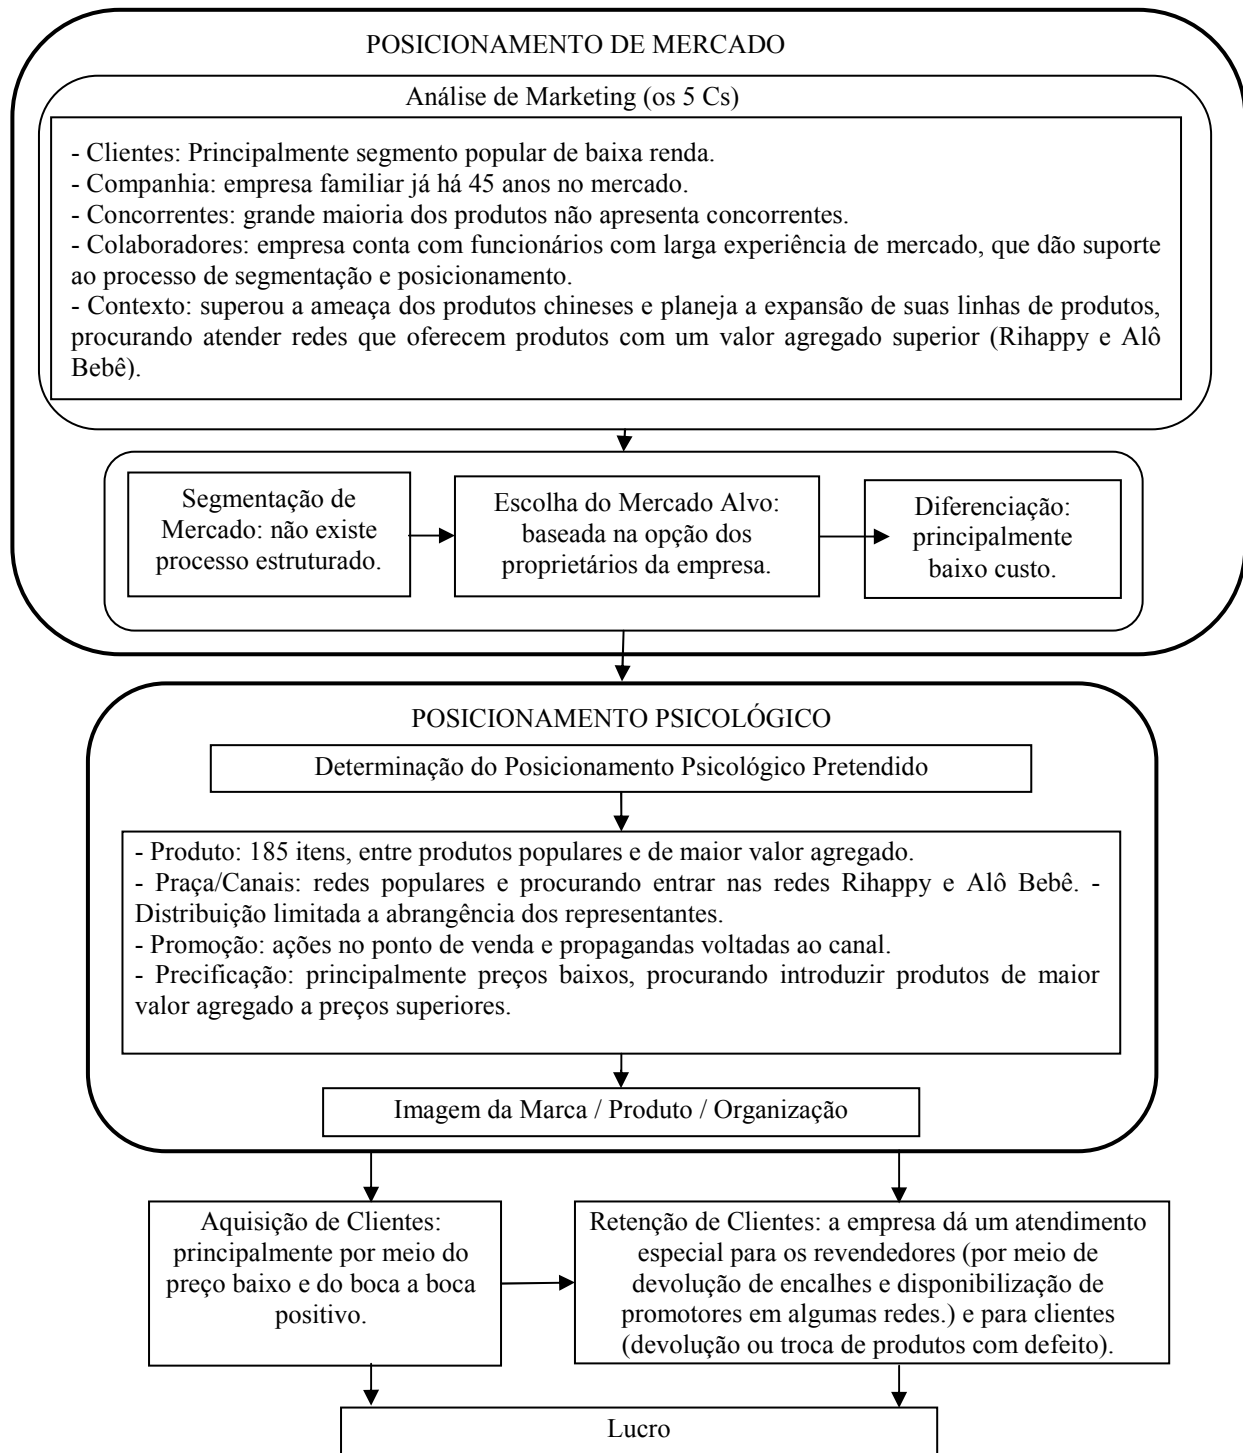 POSICIONAMENTO DE MERCADO
Análise de Marketing (os 5 Cs)
- Clientes: Principalmente segmento popular de baixa renda.
- Companhia: empresa familiar já há 45 anos no mercado.
- Concorrentes: grande maioria dos produtos não apresenta concorrentes.
- Colaboradores: empresa conta com funcionários com larga experiência de mercado, que dão suporte
ao processo de segmentação e posicionamento.
- Contexto: superou a ameaça dos produtos chineses e planeja a expansão de suas linhas de produtos,
procurando atender redes que oferecem produtos com um valor agregado superior (Rihappy e Alô
Bebê).
Segmentação de
Mercado: não existe
processo estruturado.
Escolha do Mercado Alvo:
baseada na opção dos
proprietários da empresa.
Diferenciação:
principalmente
baixo custo.
POSICIONAMENTO PSICOLÓGICO
Determinação do Posicionamento Psicológico Pretendido
- Produto: 185 itens, entre produtos populares e de maior valor agregado.
- Praça/Canais: redes populares e procurando entrar nas redes Rihappy e Alô Bebê. -
Distribuição limitada a abrangência dos representantes.
- Promoção: ações no ponto de venda e propagandas voltadas ao canal.
- Precificação: principalmente preços baixos, procurando introduzir produtos de maior
valor agregado a preços superiores.
Imagem da Marca / Produto / Organização
Aquisição de Clientes:
principalmente por meio do
preço baixo e do boca a boca
positivo.
Retenção de Clientes: a empresa dá um atendimento
especial para os revendedores (por meio de
devolução de encalhes e disponibilização de
promotores em algumas redes.) e para clientes
(devolução ou troca de produtos com defeito).
Lucro